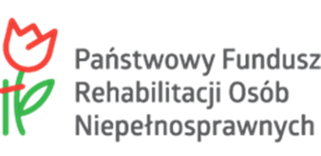 Państwowy Fundusz
Rehabilitacji Osób
Niepełnosprawnych